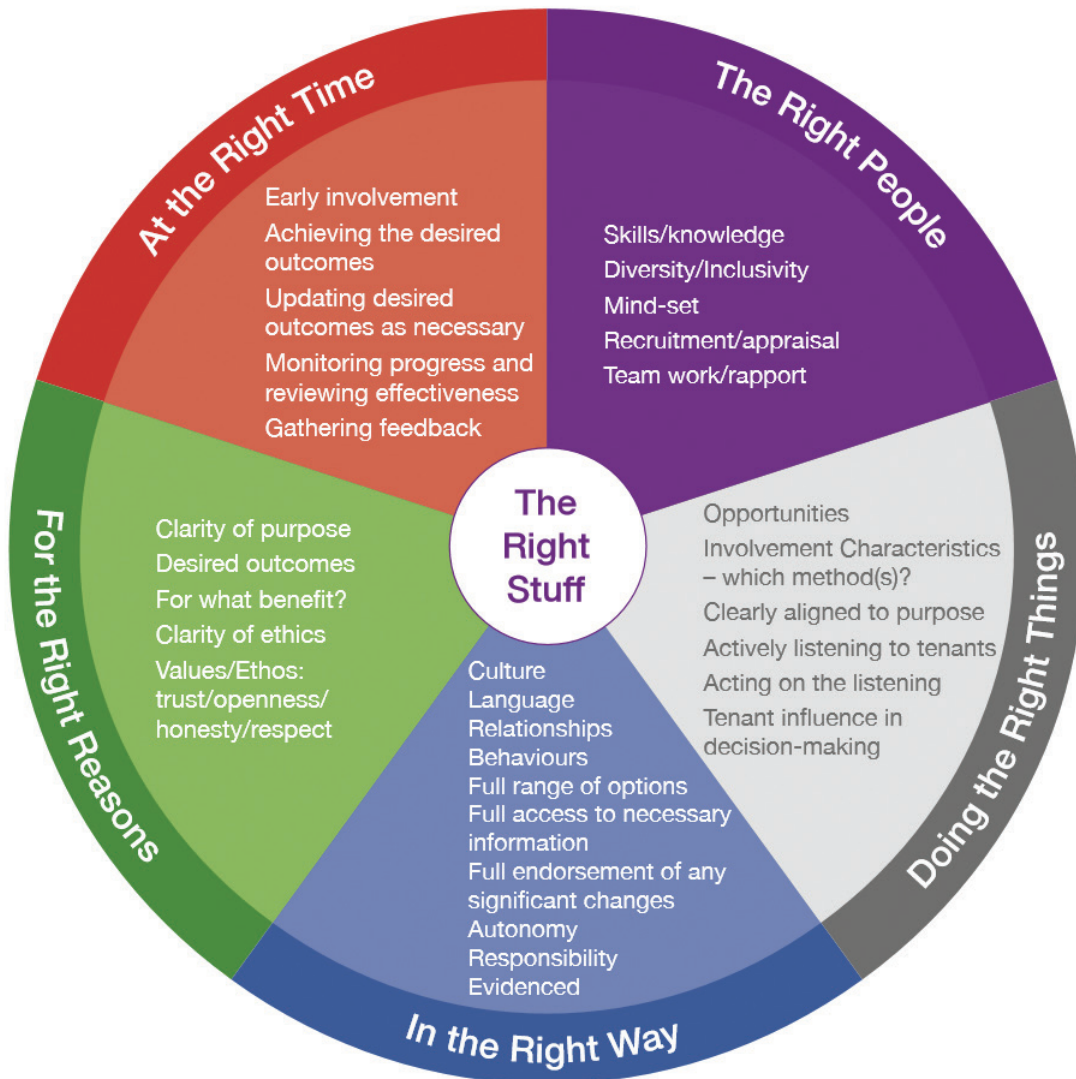 The Right People
Skills/knowledge
Diversity/Inclusivity
Mind-set
Recruitment/appraisal
Team work/rapport
Doing the Right Things
Opportunities
Involvement Characteristics
– which method(s)?
Clearly aligned to purpose
Actively listening to tenants
Acting on the listening
Tenant influence in
decision-making
In the Right Way
Culture
Language
Relationships
Behaviours
Full range of options
Full access to necessary
information
Full endorsement of any
significant changes
Autonomy
Responsibility
Evidenced
For the Right Reasons
Clarity of purpose
Desired outcomes
For what benefit?
Clarity of ethics
Values/Ethos:
trust/openness/
honesty/respect
At the Right Time
Early involvement
Achieving the desired
outcomes
Updating desired
outcomes as necessary
Monitoring progress and
reviewing effectiveness
Gathering feedback
The
Right
Stuff